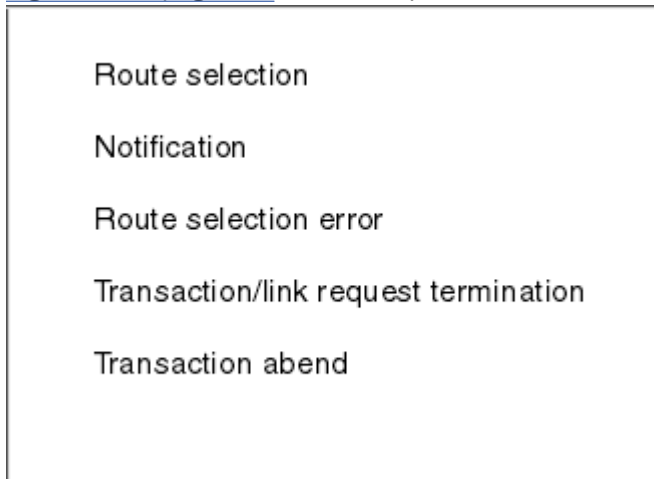 Route selection
Notification
Route selection error
Transaction/link request termination
Transaction abend